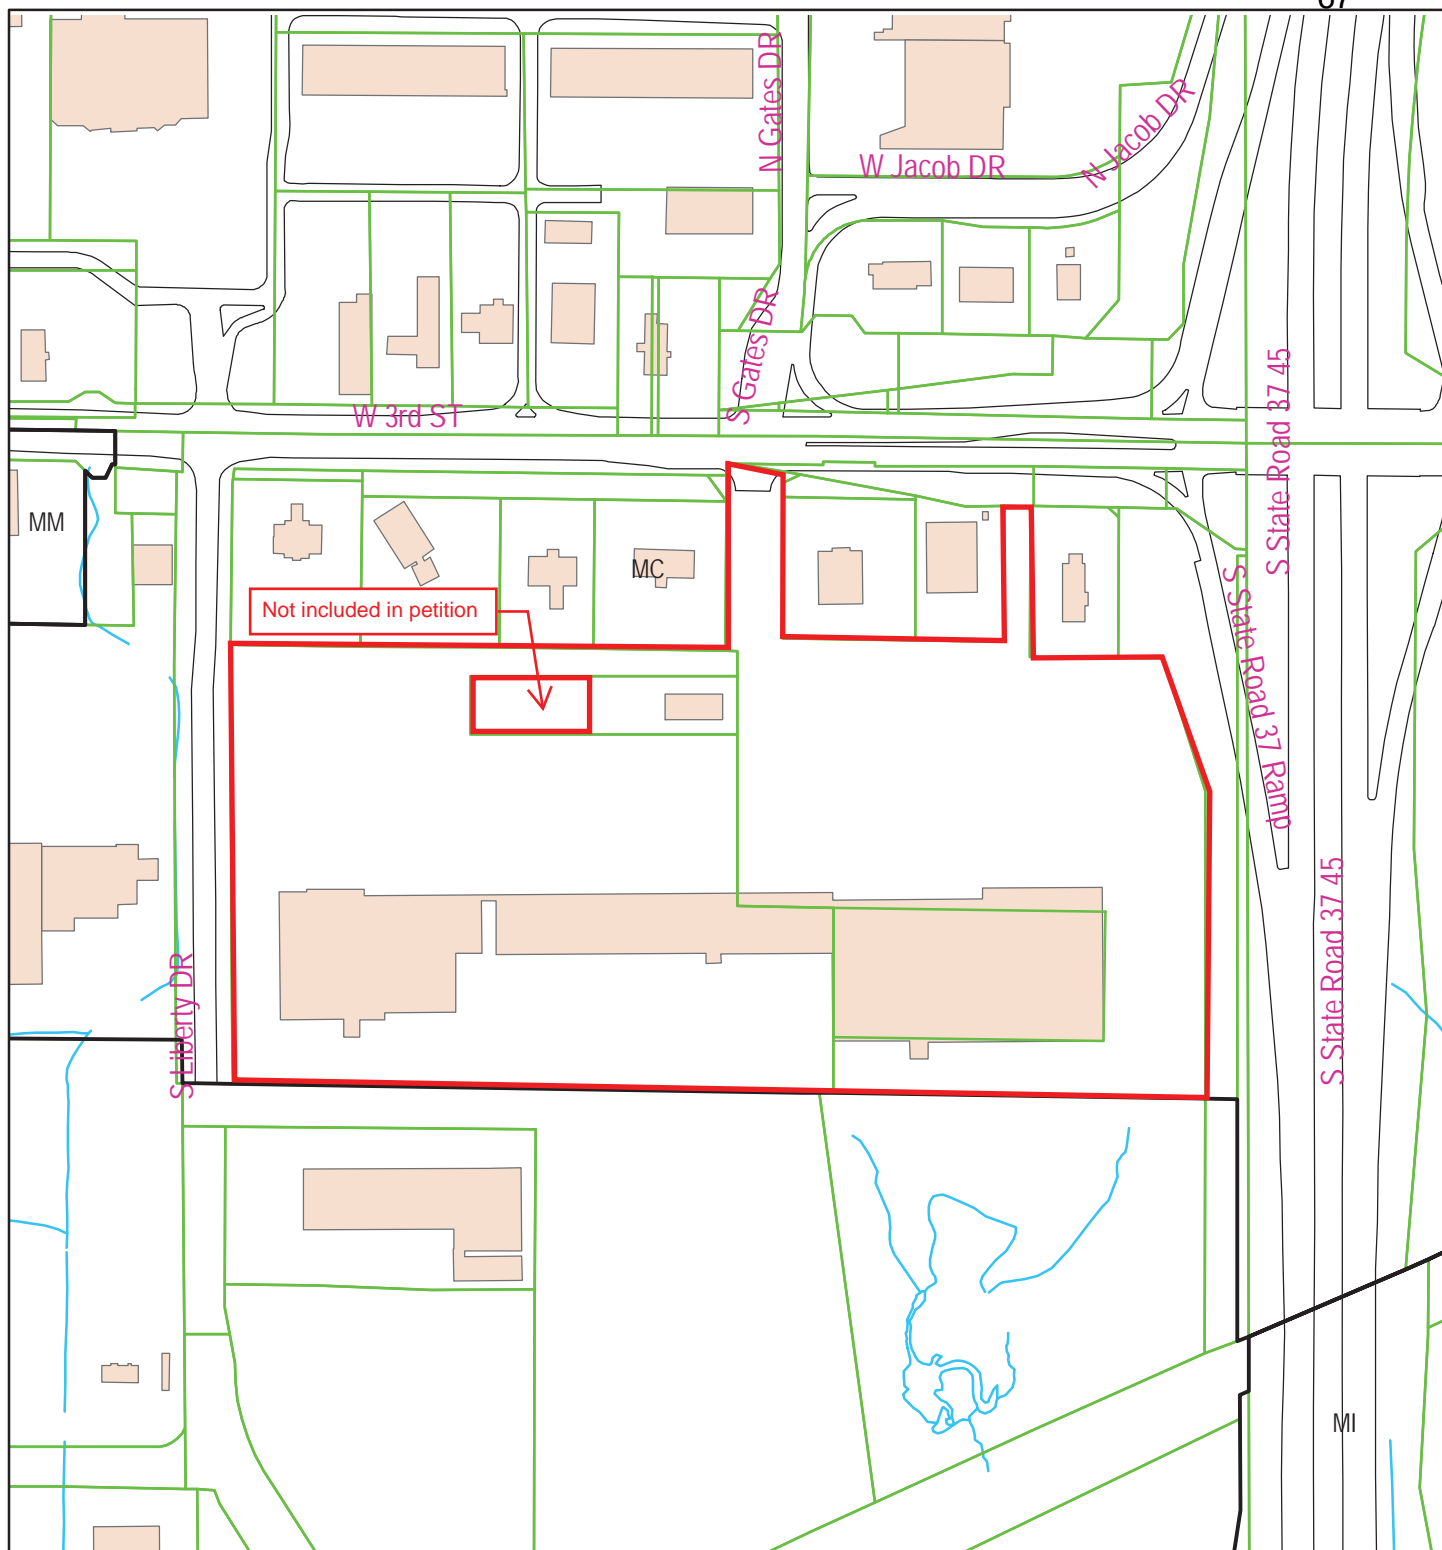 N Gates DR
W Jacob DR
N Jacob DR
S Gates DR
W 3rd ST
S State Road 37 45
MM
MC
Not included in petition
S State Road 37 Ramp
S Liberty DR
S State Road 37 45
MI